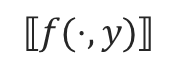 ⟦𝑓(·, 𝑦)⟧